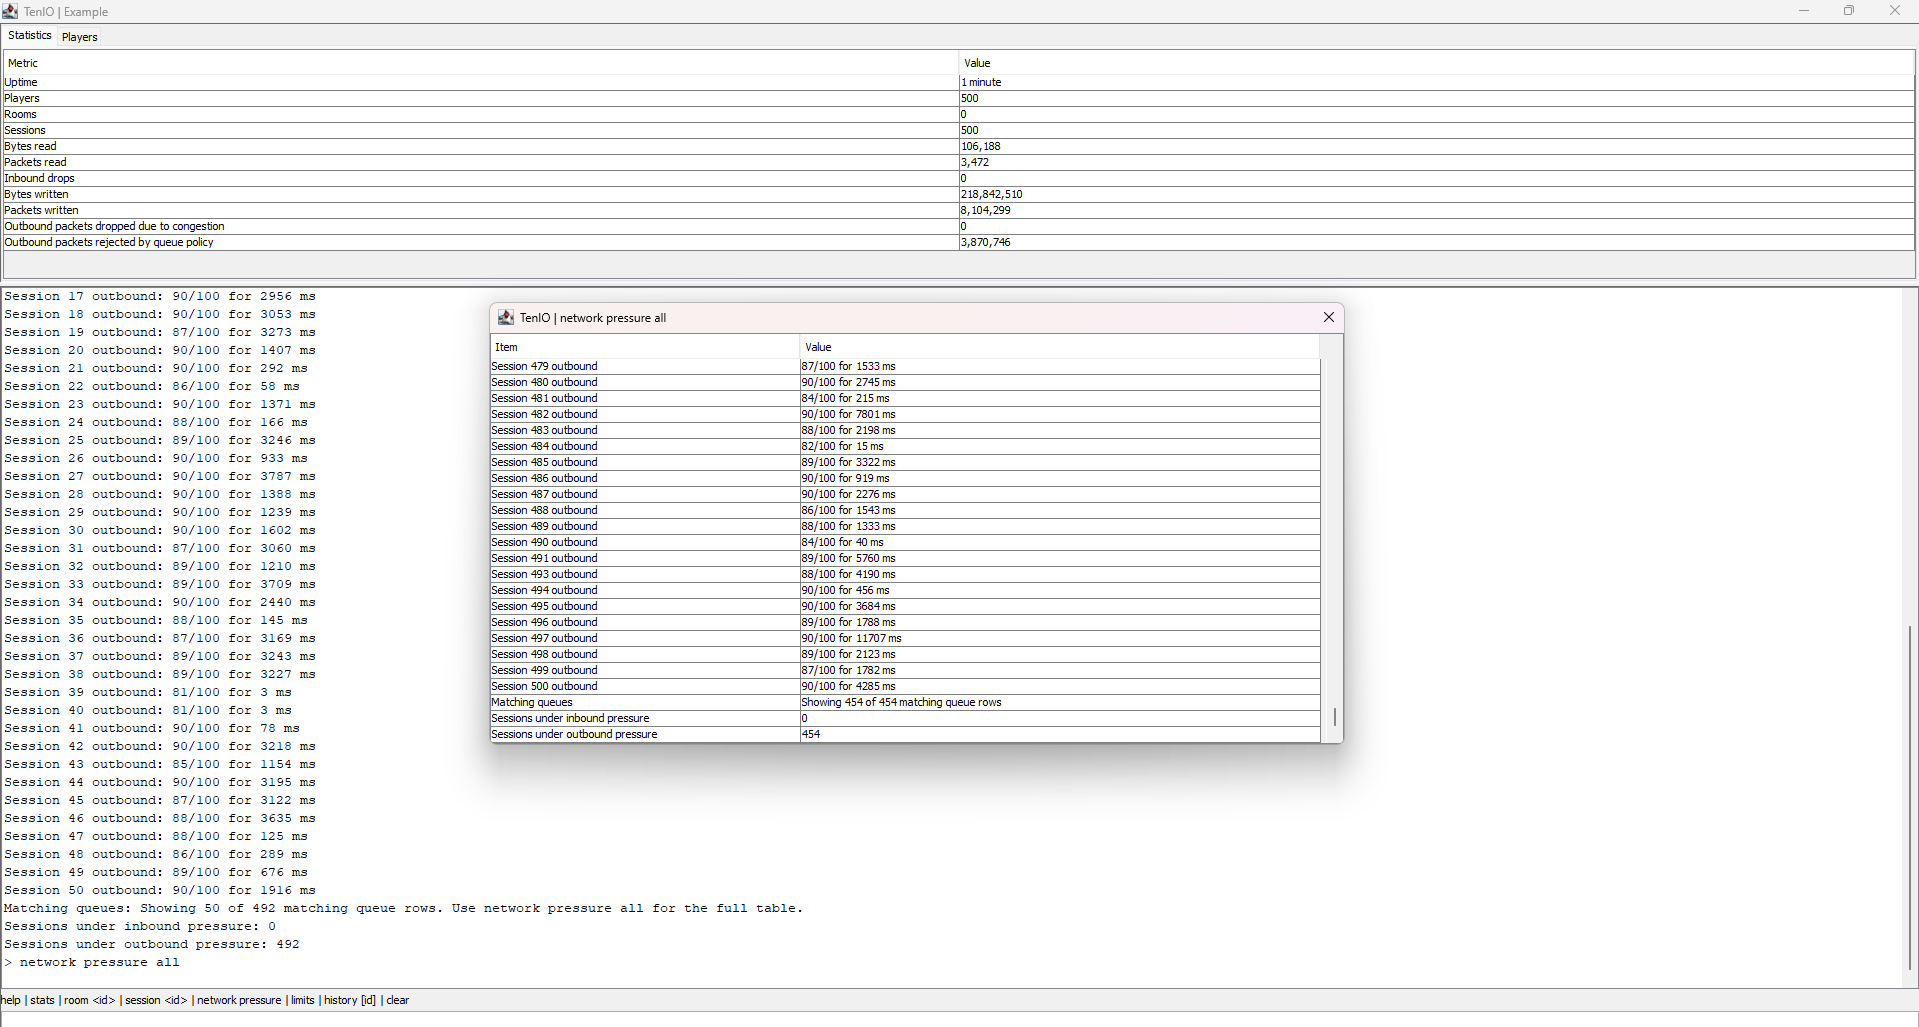 TenIO | Example
Statistics Players
Metric Value
Uptime 1 minute
Players 500
Rooms 0
Sessions 500
Bytes read 106,188
Packets read 3,472
Inbound drops 0
Bytes written 218,842,510
Packets written 8,104,299
Outbound packets dropped due to congestion 0
Outbound packets rejected by queue policy 3,870,746
Session 17 outbound: 90/100 for 2956 ms
Session 18 outbound: 90/100 for 3053 ms
Session 19 outbound: 87/100 for 3273 ms
Session 20 outbound: 90/100 for 1407 ms
Session 21 outbound: 90/100 for 292 ms
Session 22 outbound: 86/100 for 58 ms
Session 23 outbound: 90/100 for 1371 ms
Session 24 outbound: 88/100 for 166 ms
Session 25 outbound: 89/100 for 3246 ms
Session 26 outbound: 90/100 for 933 ms
Session 27 outbound: 90/100 for 3787 ms
Session 28 outbound: 90/100 for 1388 ms
Session 29 outbound: 90/100 for 1239 ms
Session 30 outbound: 90/100 for 1602 ms
Session 31 outbound: 87/100 for 3060 ms
Session 32 outbound: 89/100 for 1210 ms
Session 33 outbound: 89/100 for 3709 ms
Session 34 outbound: 90/100 for 2440 ms
Session 35 outbound: 88/100 for 145 ms
Session 36 outbound: 87/100 for 3169 ms
Session 37 outbound: 89/100 for 3243 ms
Session 38 outbound: 89/100 for 3227 ms
Session 39 outbound: 81/100 for 3 ms
Session 40 outbound: 81/100 for 3 ms
Session 41 outbound: 90/100 for 78 ms
Session 42 outbound: 90/100 for 3218 ms
Session 43 outbound: 85/100 for 1154 ms
Session 44 outbound: 90/100 for 3195 ms
Session 45 outbound: 87/100 for 3122 ms
Session 46 outbound: 88/100 for 3635 ms
Session 47 outbound: 88/100 for 125 ms
Session 48 outbound: 86/100 for 289 ms
Session 49 outbound: 89/100 for 676 ms
Session 50 outbound: 90/100 for 1916 ms
Matching queues: Showing 50 of 492 matching queue rows. Use network pressure all for the full table.
Sessions under inbound pressure: 0
Sessions under outbound pressure: 492
> network pressure all
TenIO | network pressure all
Item Value
Session 479 outbound 87/100 for 1533 ms
Session 480 outbound 90/100 for 2745 ms
Session 481 outbound 84/100 for 215 ms
Session 482 outbound 90/100 for 7801 ms
Session 483 outbound 88/100 for 2198 ms
Session 484 outbound 82/100 for 15 ms
Session 485 outbound 89/100 for 3322 ms
Session 486 outbound 90/100 for 919 ms
Session 487 outbound 90/100 for 2276 ms
Session 488 outbound 86/100 for 1543 ms
Session 489 outbound 88/100 for 1333 ms
Session 490 outbound 84/100 for 40 ms
Session 491 outbound 89/100 for 5760 ms
Session 493 outbound 88/100 for 4190 ms
Session 494 outbound 90/100 for 456 ms
Session 495 outbound 90/100 for 3684 ms
Session 496 outbound 89/100 for 1788 ms
Session 497 outbound 90/100 for 11707 ms
Session 498 outbound 89/100 for 2123 ms
Session 499 outbound 87/100 for 1782 ms
Session 500 outbound 90/100 for 4285 ms
Matching queues Showing 454 of 454 matching queue rows
Sessions under inbound pressure 0
Sessions under outbound pressure 454
help | stats | room <id> | session <id> | network pressure | limits | history [id] | clear